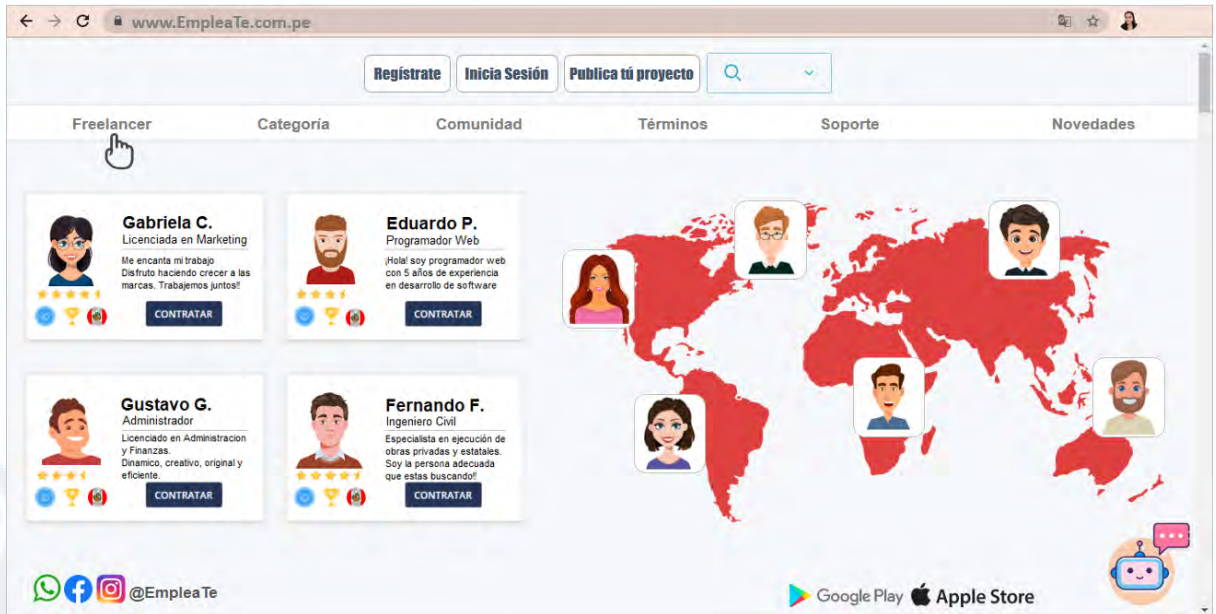 www.EmpleaTe.com.pe
Regístrate Inicia Sesión Publica tú proyecto
Freelancer Categoría Comunidad Términos Soporte Novedades
Gabriela C.
Licenciada en Marketing
Me encanta mi trabajo
Disfruto haciendo crecer a las
marcas. Trabajemos juntos!!
CONTRATAR
Eduardo P.
Programador Web
¡Hola! soy programador web
con 5 años de experiencia
en desarrollo de software
CONTRATAR
Gustavo G.
Administrador
Licenciado en Administracion
y Finanzas.
Dinamico, creativo, original y
eficiente.
CONTRATAR
Fernando F.
Ingeniero Civil
Especialista en ejecución de
obras privadas y estatales.
Soy la persona adecuada
que estas buscando!!
CONTRATAR
@EmpleaTe
Google Play Apple Store